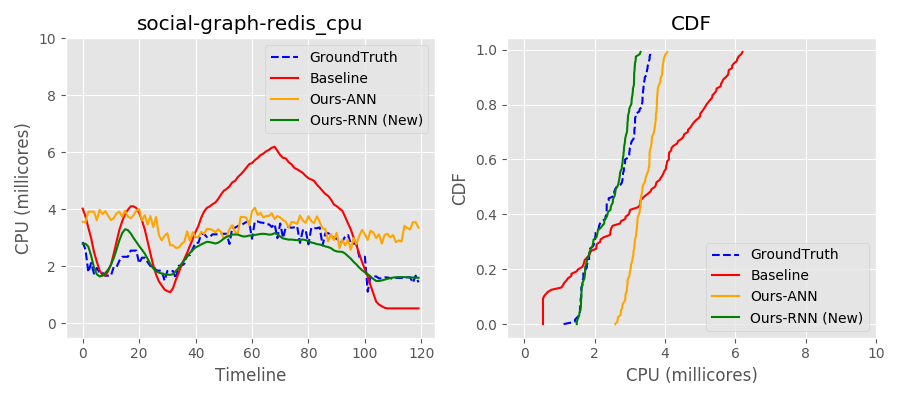 social-graph-redis_cpu
CPU (millicores)
10
8
6
4
2
0
GroundTruth
Baseline
Ours-ANN
Ours-RNN (New)
0 20 40 60 80 100 120
Timeline
CDF
CDF
1.0
0.8
0.6
0.4
0.2
0.0
GroundTruth
Baseline
Ours-ANN
Ours-RNN (New)
0 2 4 6 8 10
CPU (millicores)